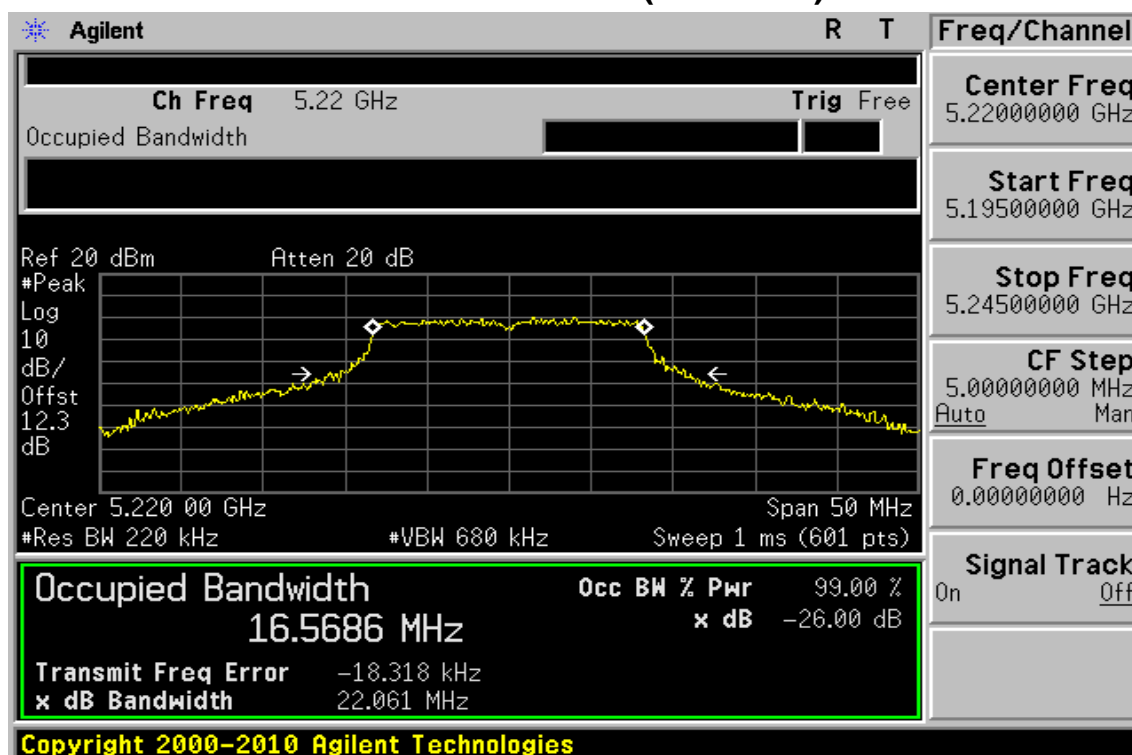 Agilent R T
Freq/Channel
Ch Freq 5.22 GHz Trig Free
Occupied Bandwidth
Center Freq
5.22000000 GHz
Start Freq
5.19500000 GHz
Stop Freq
5.24500000 GHz
CF Step
5.00000000 MHz
Auto Man
Freq Offset
0.00000000 Hz
Signal Track
On Off
Ref 20 dBm Atten 20 dB
#Peak
Log
10
dB/
Offst
12.3
dB
Center 5.220 00 GHz Span 50 MHz
#Res BW 220 kHz #VBW 680 kHz Sweep 1 ms (601 pts)
Occupied Bandwidth
16.5686 MHz
Occ BW % Pwr 99.00 %
x dB -26.00 dB
Transmit Freq Error -18.318 kHz
x dB Bandwidth 22.061 MHz
Copyright 2000-2010 Agilent Technologies